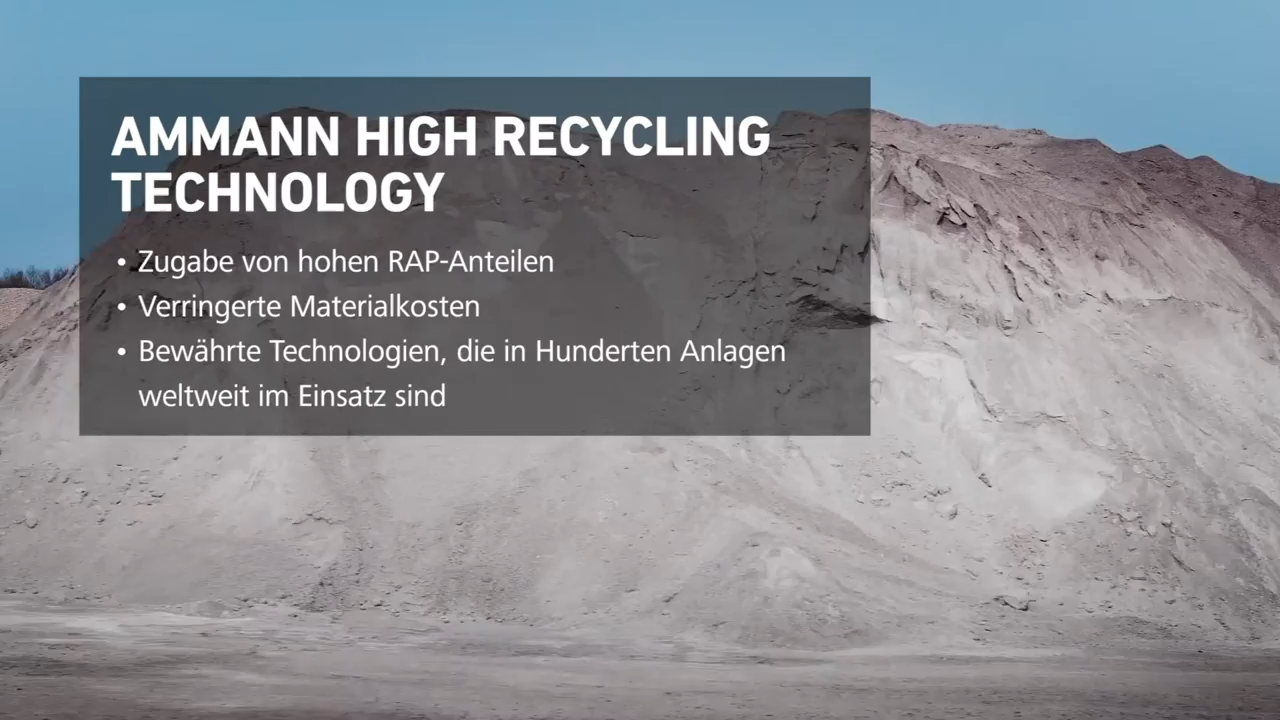 AMMANN HIGH RECYCLING
TECHNOLOGY
• Zugabe von hohen RAP-Anteilen
• Verringerte Materialkosten
• Bewährte Technologien, die in Hunderten Anlagen
weltweit im Einsatz sind